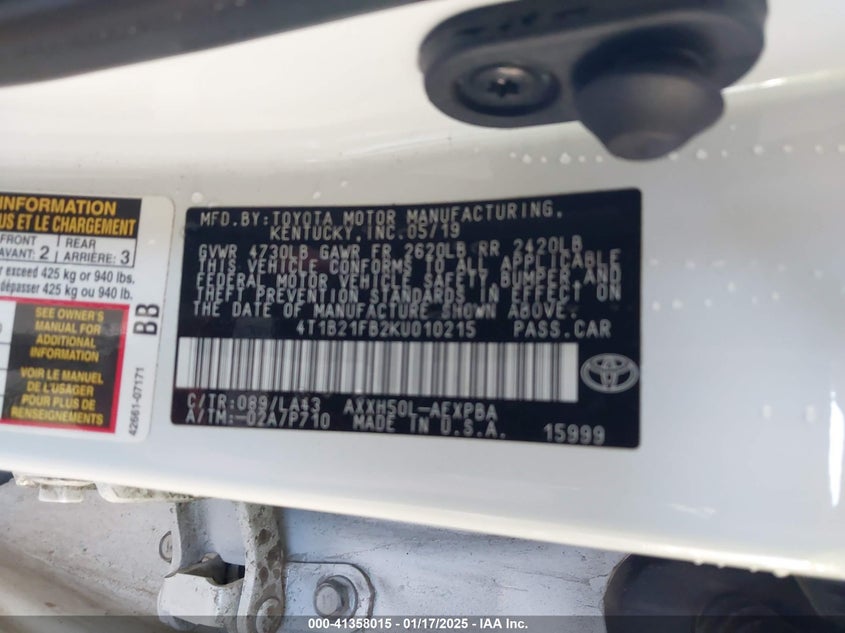 INFORMATION
US ET LE CHARGEMENT
FRONT
AVANT: 2
REAR
ARRIÈRE: 3
er exceed 425 kg or 940 lbs.
dépasser 425 kg ou 940 lb.
SEE OWNER'S
MANUAL FOR
ADDITIONAL
INFORMATION
VOIR LE MANUEL
DE L'USAGER
POUR PLUS DE
RENSEIGNEMENTS
BB
42661-07171
MFD.BY: TOYOTA MOTOR MANUFACTURING,
KENTUCKY, INC. 05/19
GVWR 4730LB GAWR FR 2620LB RR 2420LB
THIS VEHICLE CONFORMS TO ALL APPLICABLE
FEDERAL MOTOR VEHICLE SAFETY, BUMPER AND
THEFT PREVENTION STANDARDS IN EFFECT ON
THE DATE OF MANUFACTURE SHOWN ABOVE.
4T1B21FB2KU010215 PASS.CAR
C/TR: 089/LA43 AXXH50L-AEXPBA
A/TM: -02A/P710 MADE IN U.S.A. 15999
000-41358015 — 01/17/2025 — IAA Inc.